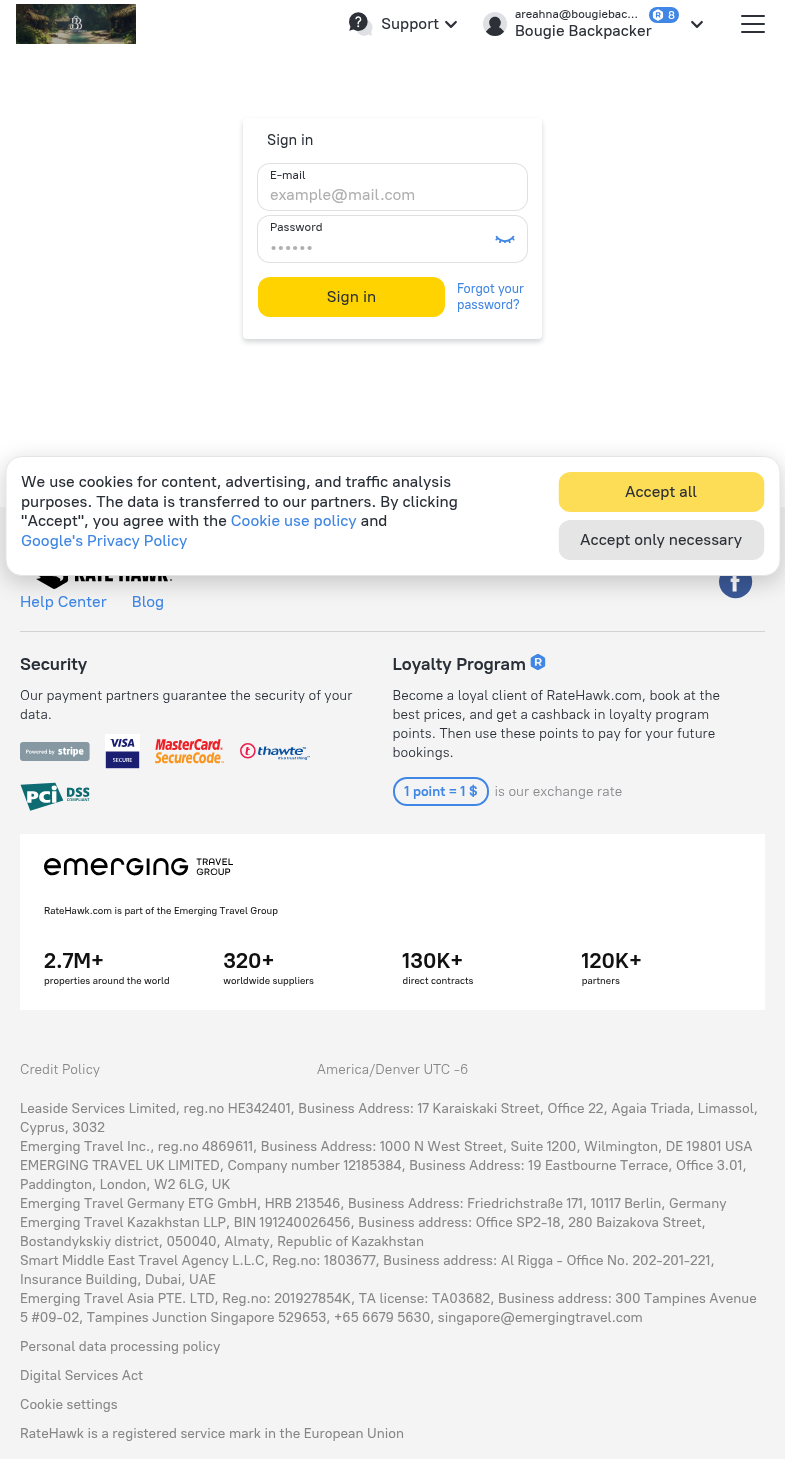 B
Support
areahna@bougiebac...
8
Bougie Backpacker
Sign in
E-mail
example@mail.com
Password
Sign in
Forgot your
password?
We use cookies for content, advertising, and traffic analysis
purposes. The data is transferred to our partners. By clicking
"Accept", you agree with the Cookie use policy and
Google's Privacy Policy
Accept all
Accept only necessary
RATE HAWK
Help Center
Blog
Security
Our payment partners guarantee the security of your
data.
Powered by stripe
VISA
SECURE
MasterCard.
SecureCode.
thawte
it's a trust thing
PCI DSS
COMPLIANT
Loyalty Program R
Become a loyal client of RateHawk.com, book at the
best prices, and get a cashback in loyalty program
points. Then use these points to pay for your future
bookings.
1 point = 1 $ is our exchange rate
emerging TRAVEL
GROUP
RateHawk.com is part of the Emerging Travel Group
2.7M+
properties around the world
320+
worldwide suppliers
130K+
direct contracts
120K+
partners
Credit Policy
America/Denver UTC -6
Leaside Services Limited, reg.no HE342401, Business Address: 17 Karaiskaki Street, Office 22, Agaia Triada, Limassol,
Cyprus, 3032
Emerging Travel Inc., reg.no 4869611, Business Address: 1000 N West Street, Suite 1200, Wilmington, DE 19801 USA
EMERGING TRAVEL UK LIMITED, Company number 12185384, Business Address: 19 Eastbourne Terrace, Office 3.01,
Paddington, London, W2 6LG, UK
Emerging Travel Germany ETG GmbH, HRB 213546, Business Address: Friedrichstraße 171, 10117 Berlin, Germany
Emerging Travel Kazakhstan LLP, BIN 191240026456, Business address: Office SP2-18, 280 Baizakova Street,
Bostandykskiy district, 050040, Almaty, Republic of Kazakhstan
Smart Middle East Travel Agency L.L.C, Reg.no: 1803677, Business address: Al Rigga - Office No. 202-201-221,
Insurance Building, Dubai, UAE
Emerging Travel Asia PTE. LTD, Reg.no: 201927854K, TA license: TA03682, Business address: 300 Tampines Avenue
5 #09-02, Tampines Junction Singapore 529653, +65 6679 5630, singapore@emergingtravel.com
Personal data processing policy
Digital Services Act
Cookie settings
RateHawk is a registered service mark in the European Union